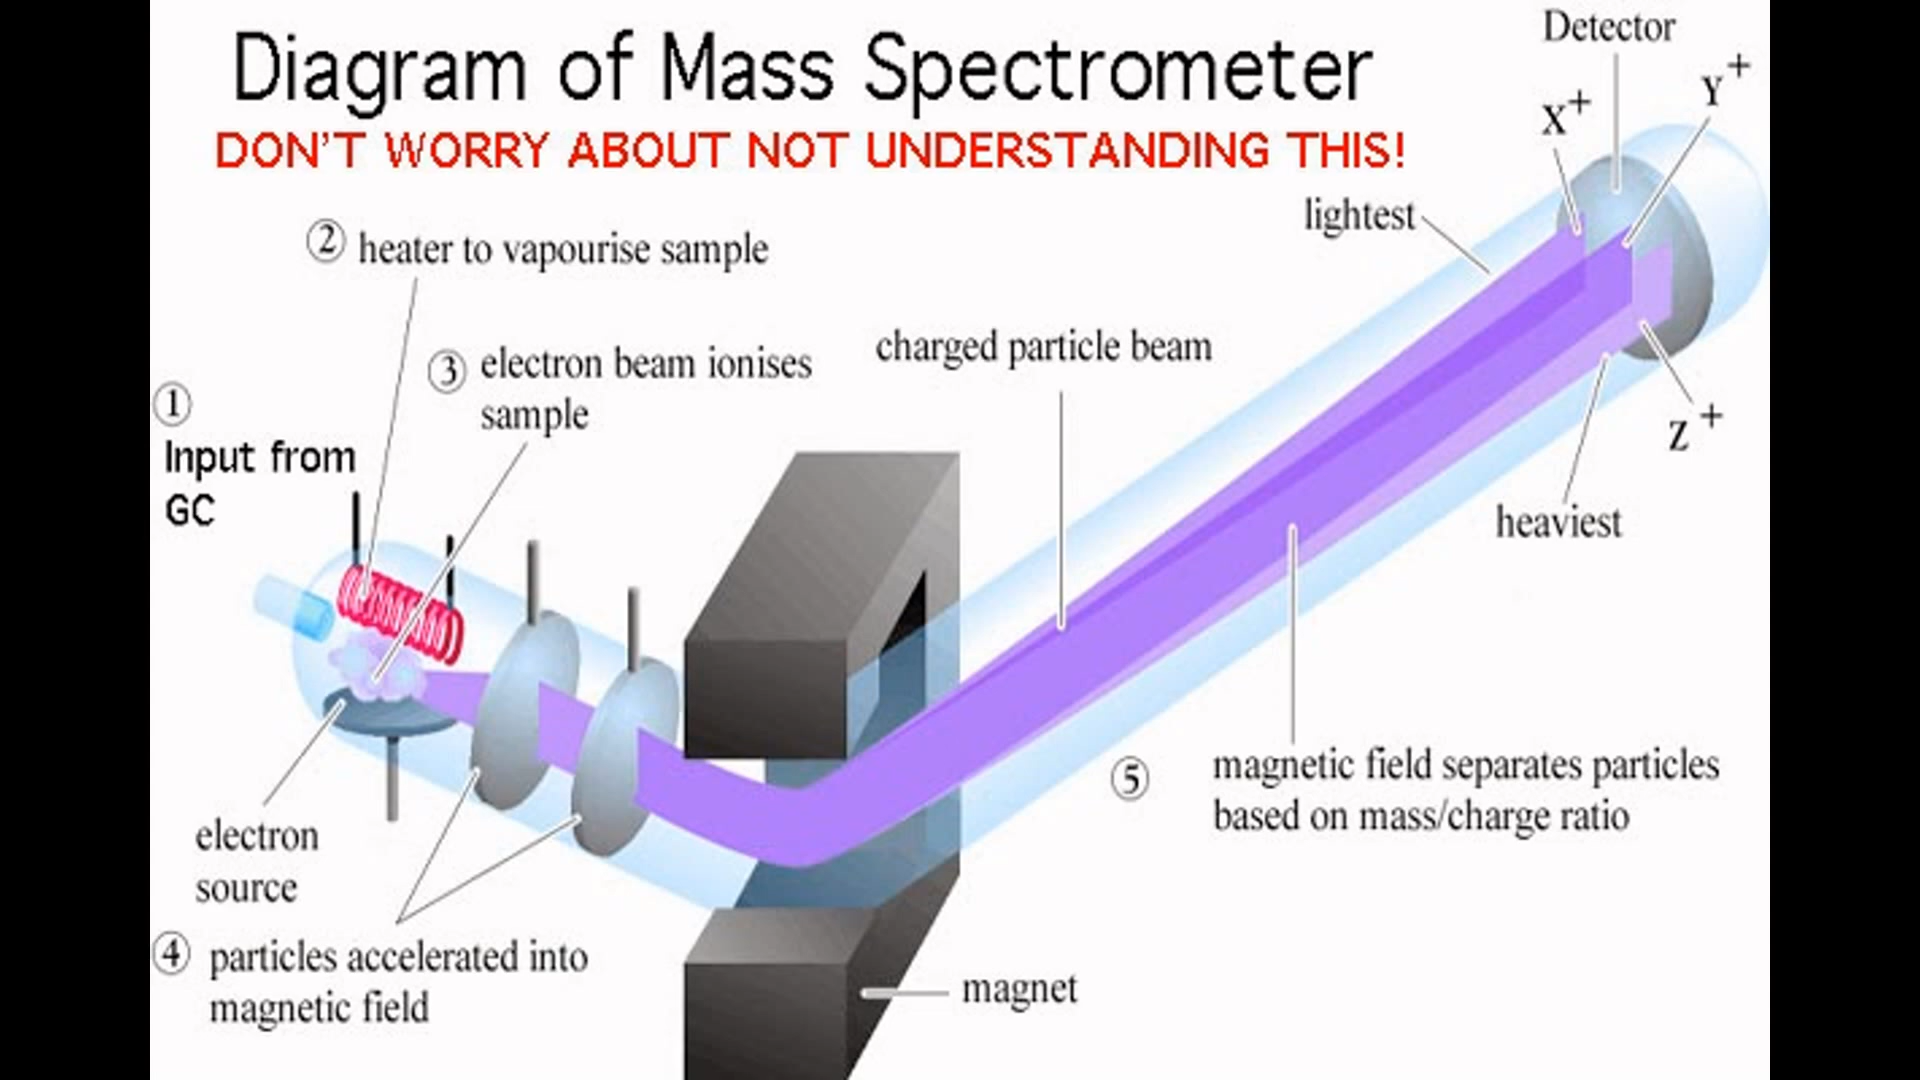 Diagram of Mass Spectrometer
DON'T WORRY ABOUT NOT UNDERSTANDING THIS!
Detector
X+
Y+
lightest
② heater to vapourise sample
③ electron beam ionises
sample
charged particle beam
①
Input from
GC
Z+
heaviest
electron
source
⑤ magnetic field separates particles
based on mass/charge ratio
④ particles accelerated into
magnetic field
magnet